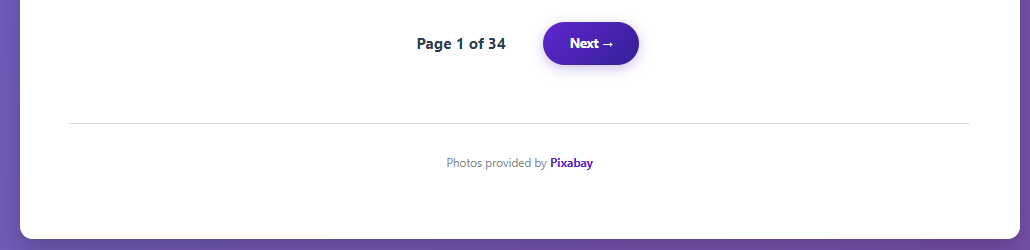 Page 1 of 34 Next →
Photos provided by Pixabay